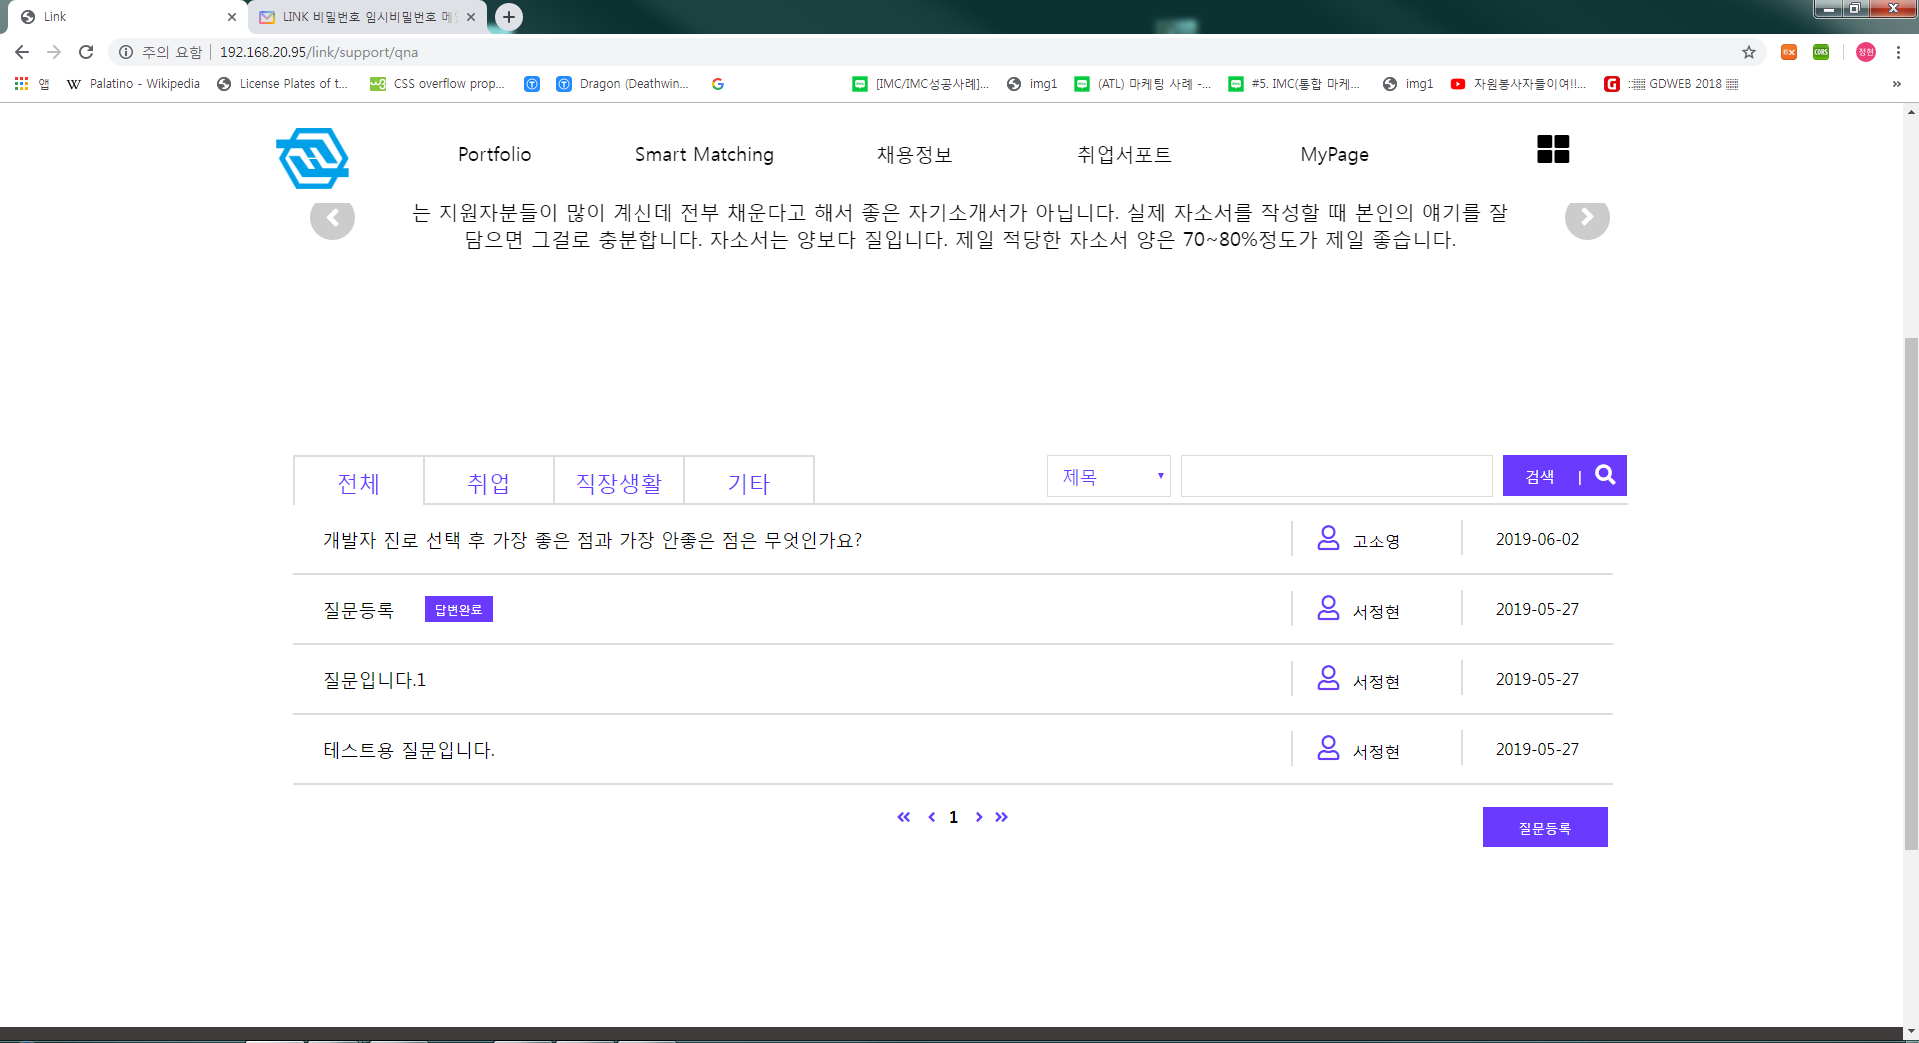 Link
LINK 비밀번호 임시비밀번호 메일
주의 요함 192.168.20.95/link/support/qna
정현
앱 Palatino - Wikipedia License Plates of t... CSS overflow prop... Dragon (Deathwin... [IMC/IMC성공사례]... img1 (ATL) 마케팅 사례 -... #5. IMC(통합 마케... img1 자원봉사자들이여!!... GDWEB 2018
Portfolio Smart Matching 채용정보 취업서포트 MyPage
는 지원자분들이 많이 계신데 전부 채운다고 해서 좋은 자기소개서가 아닙니다. 실제 자소서를 작성할 때 본인의 얘기를 잘
담으면 그걸로 충분합니다. 자소서는 양보다 질입니다. 제일 적당한 자소서 양은 70~80%정도가 제일 좋습니다.
전체 취업 직장생활 기타 제목 검색 |
개발자 진로 선택 후 가장 좋은 점과 가장 안좋은 점은 무엇인가요? 고소영 2019-06-02
질문등록 답변완료 서정현 2019-05-27
질문입니다.1 서정현 2019-05-27
테스트용 질문입니다. 서정현 2019-05-27
« ‹ 1 › »
질문등록